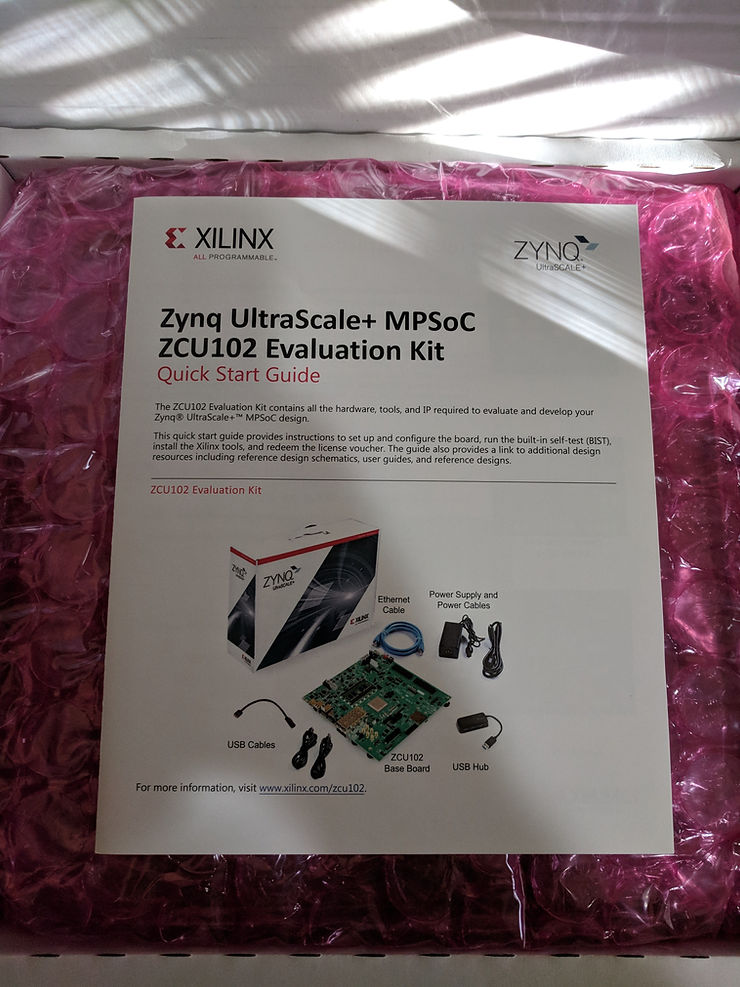 XILINX
ALL PROGRAMMABLE™
ZYNQ
UltraSCALE+
Zynq UltraScale+ MPSoC
ZCU102 Evaluation Kit
Quick Start Guide
The ZCU102 Evaluation Kit contains all the hardware, tools, and IP required to evaluate and develop your
Zynq® UltraScale+™ MPSoC design.
This quick start guide provides instructions to set up and configure the board, run the built-in self-test (BIST),
install the Xilinx tools, and redeem the license voucher. The guide also provides a link to additional design
resources including reference design schematics, user guides, and reference designs.
ZCU102 Evaluation Kit
ZYNQ
ZYNQ
UltraSCALE+
XILINX
Ethernet
Cable
Power Supply and
Power Cables
USB Cables
ZCU102
Base Board
USB Hub
For more information, visit www.xilinx.com/zcu102.